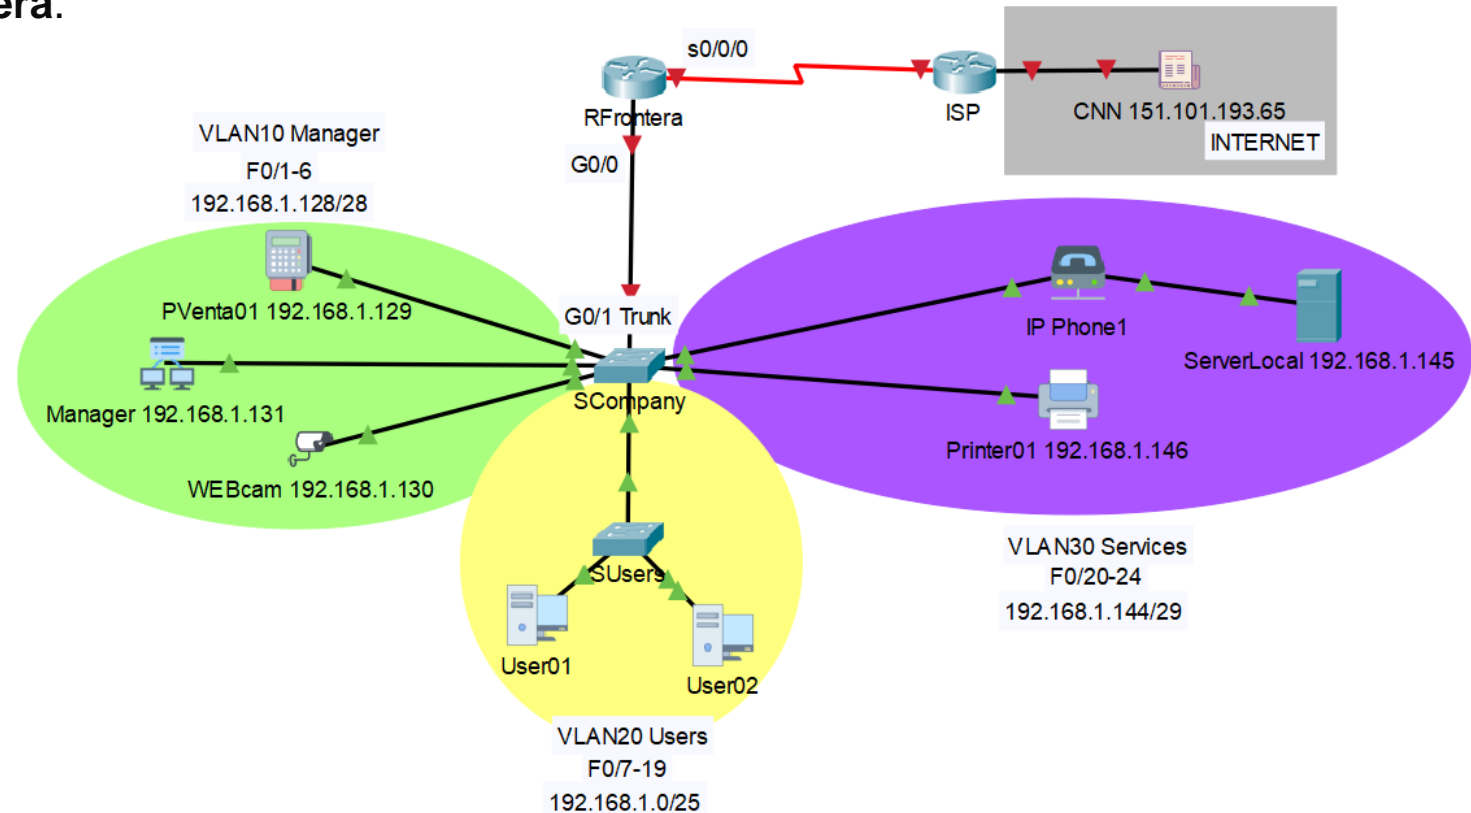 era.
s0/0/0
RFrontera
ISP
CNN 151.101.193.65
INTERNET
G0/0
VLAN10 Manager
F0/1-6
192.168.1.128/28
PVenta01 192.168.1.129
Manager 192.168.1.131
WEBcam 192.168.1.130
G0/1 Trunk
SCompany
IP Phone1
ServerLocal 192.168.1.145
Printer01 192.168.1.146
VLAN30 Services
F0/20-24
192.168.1.144/29
SUsers
User01
User02
VLAN20 Users
F0/7-19
192.168.1.0/25